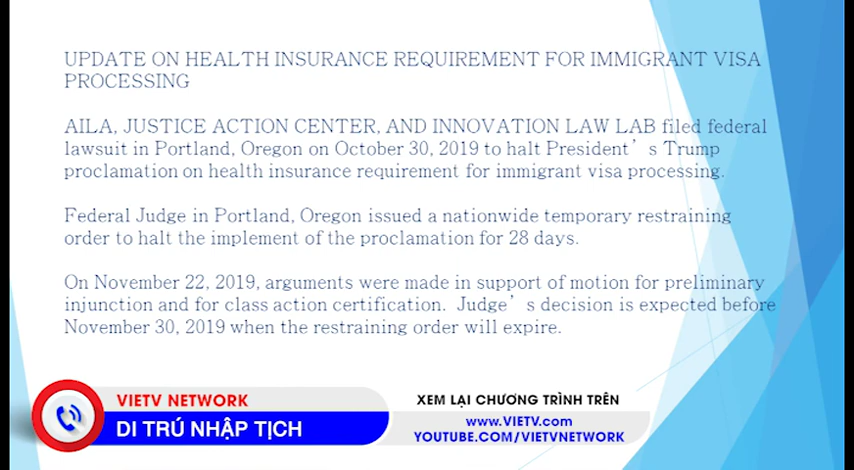 UPDATE ON HEALTH INSURANCE REQUIREMENT FOR IMMIGRANT VISA
PROCESSING
AILA, JUSTICE ACTION CENTER, AND INNOVATION LAW LAB filed federal
lawsuit in Portland, Oregon on October 30, 2019 to halt President’s Trump
proclamation on health insurance requirement for immigrant visa processing.
Federal Judge in Portland, Oregon issued a nationwide temporary restraining
order to halt the implement of the proclamation for 28 days.
On November 22, 2019, arguments were made in support of motion for preliminary
injunction and for class action certification. Judge’s decision is expected before
November 30, 2019 when the restraining order will expire.
VIETV NETWORK
DI TRÚ NHẬP TỊCH
XEM LẠI CHƯƠNG TRÌNH TRÊN
www.VIETV.com
YOUTUBE.COM/VIETVNETWORK